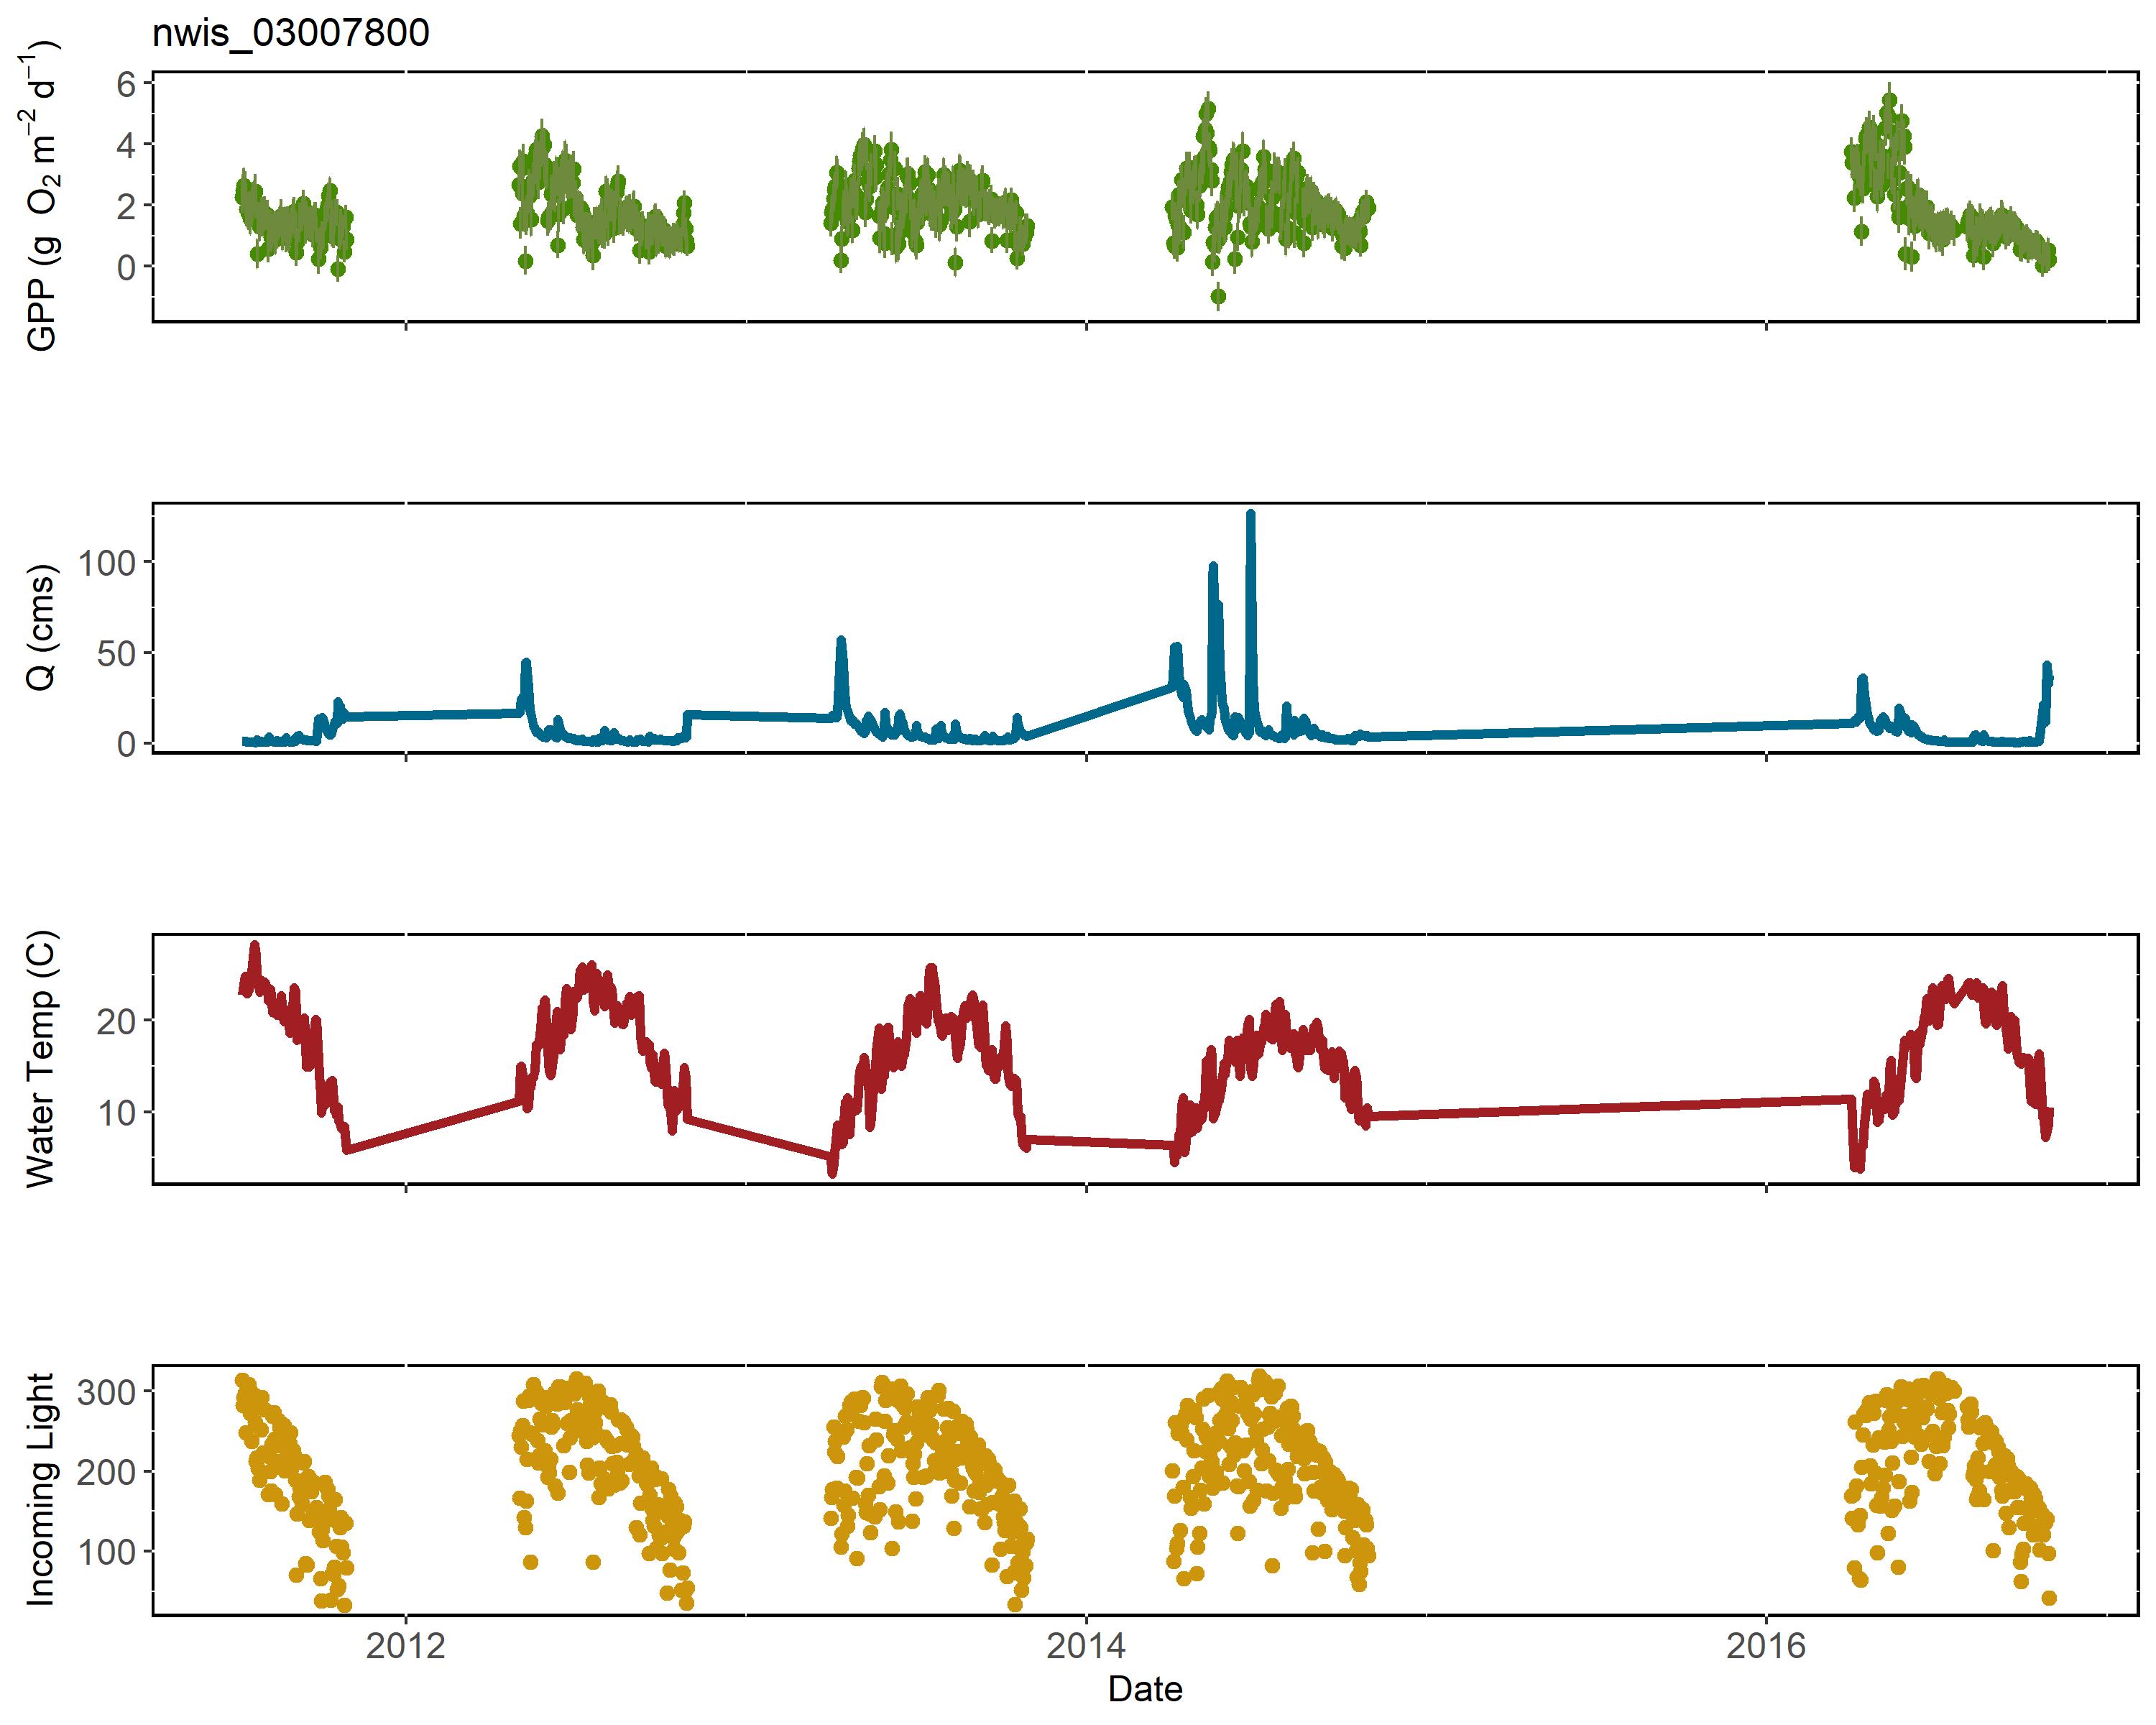 nwis_03007800
GPP (g O₂ m⁻² d⁻¹)
6
4
2
0
Q (cms)
100
50
0
Water Temp (C)
20
10
Incoming Light
300
200
100
2012 2014 2016
Date